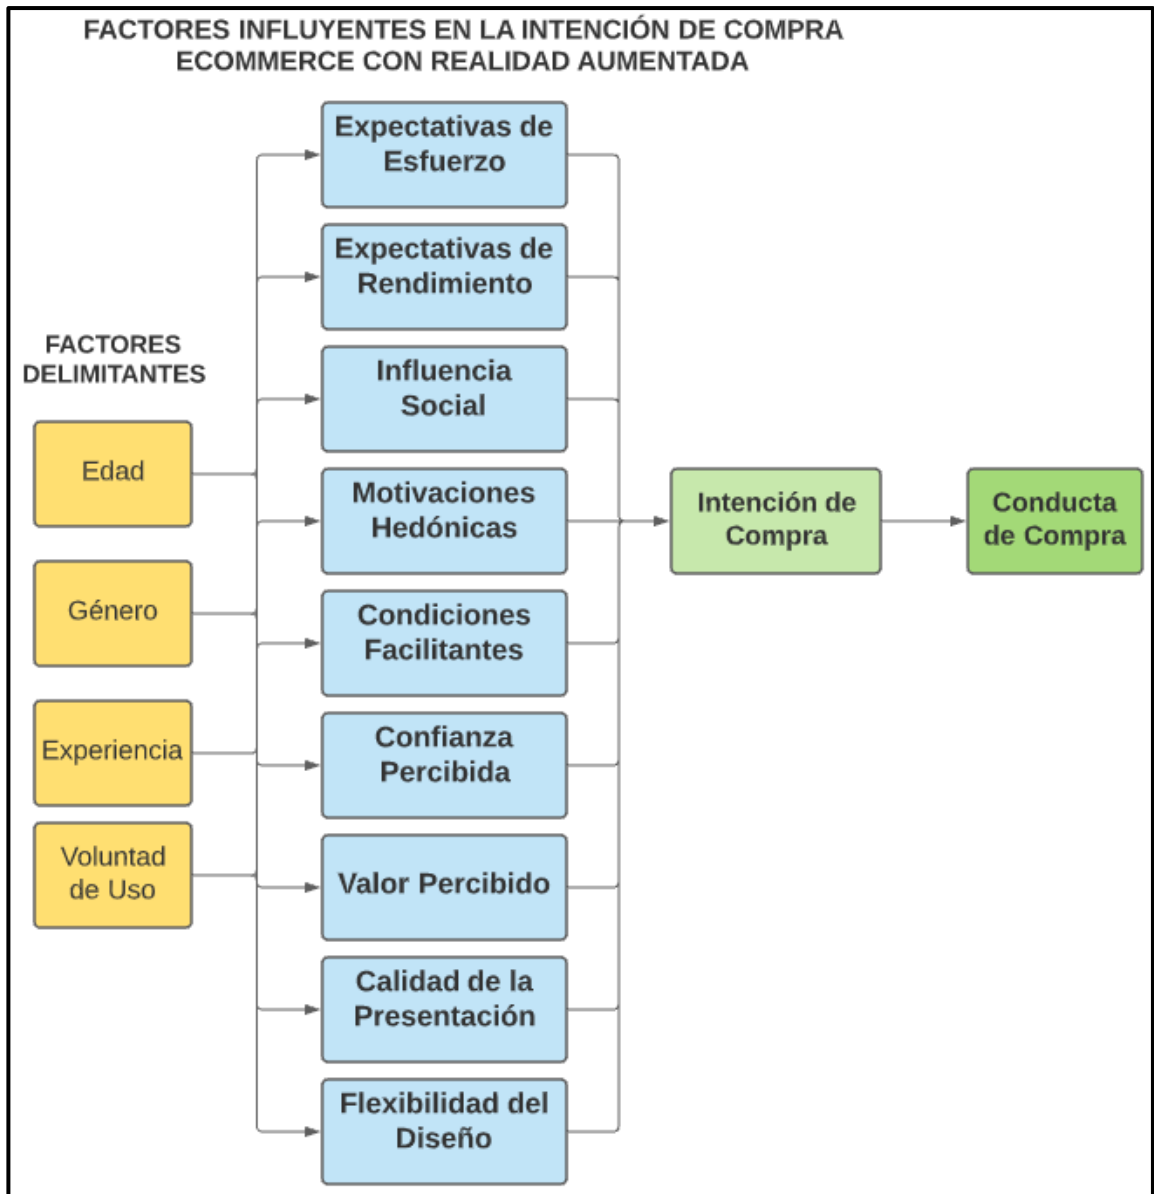 FACTORES INFLUYENTES EN LA INTENCIÓN DE COMPRA
ECOMMERCE CON REALIDAD AUMENTADA
FACTORES
DELIMITANTES
Edad
Género
Experiencia
Voluntad
de Uso
Expectativas de
Esfuerzo
Expectativas de
Rendimiento
Influencia
Social
Motivaciones
Hedónicas
Condiciones
Facilitantes
Confianza
Percibida
Valor Percibido
Calidad de la
Presentación
Flexibilidad del
Diseño
Intención de
Compra
Conducta
de Compra